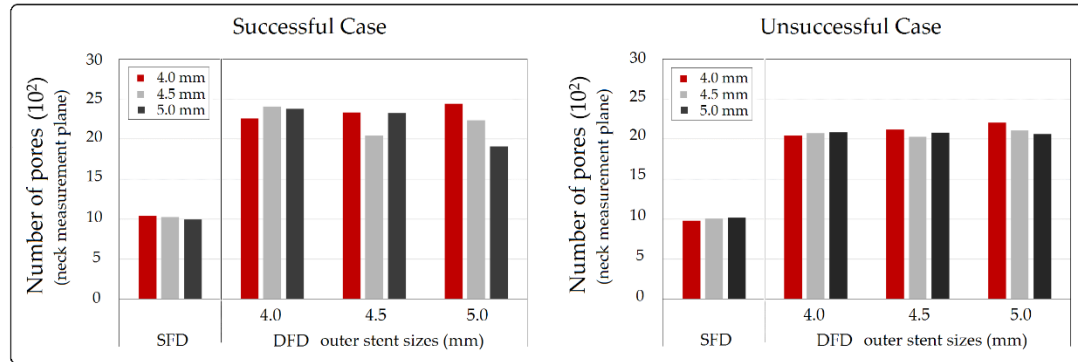 Successful Case
Number of pores (10²)
(neck measurement plane)
30
25
20
15
10
5
0
4.0 mm
4.5 mm
5.0 mm
4.0 4.5 5.0
SFD DFD outer stent sizes (mm)
Unsuccessful Case
Number of pores (10²)
(neck measurement plane)
30
25
20
15
10
5
0
4.0 mm
4.5 mm
5.0 mm
4.0 4.5 5.0
SFD DFD outer stent sizes (mm)